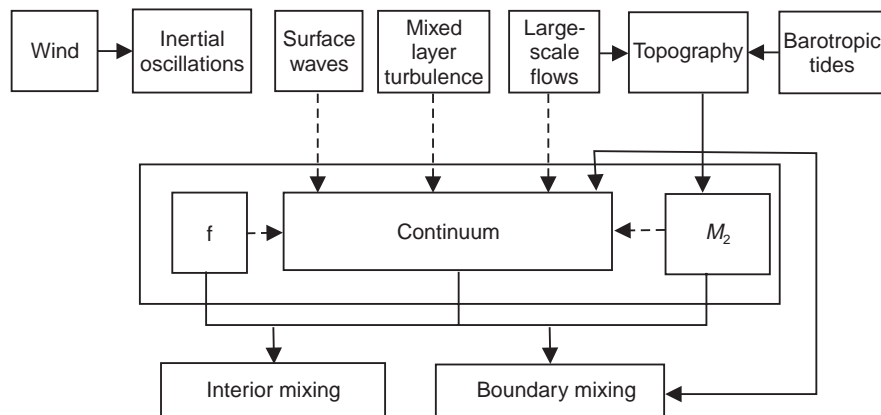 Wind
Inertial
oscillations
Surface
waves
Mixed
layer
turbulence
Large-
scale
flows
Topography
Barotropic
tides
f
Continuum
M2
Interior mixing
Boundary mixing